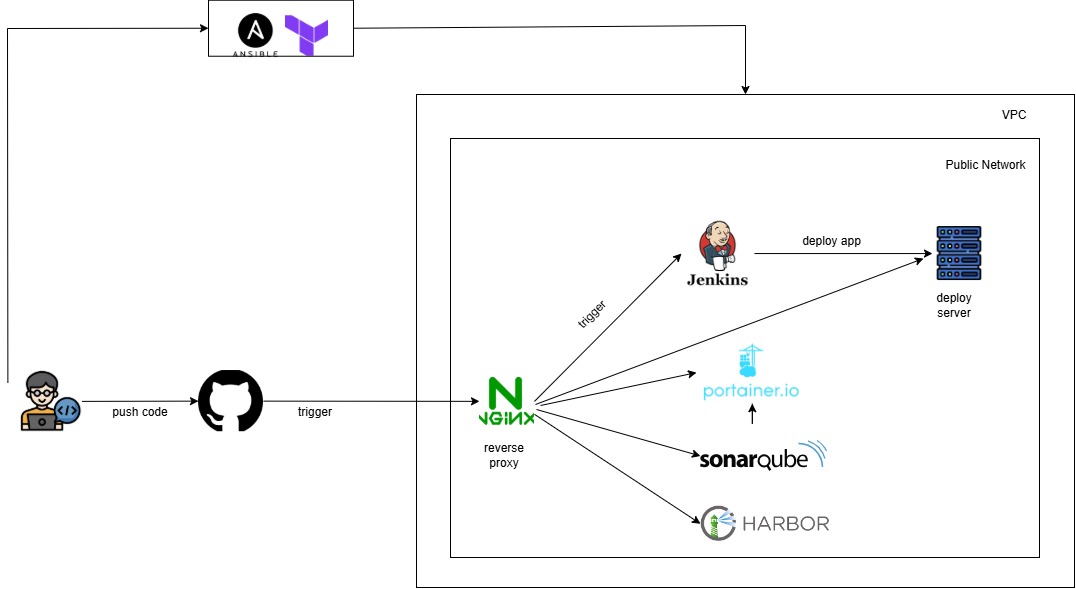 A
ANSIBLE
VPC
Public Network
Jenkins
deploy app
deploy
server
trigger
portainer.io
push code
trigger
N
NGiNX
reverse
proxy
sonarqube
HARBOR